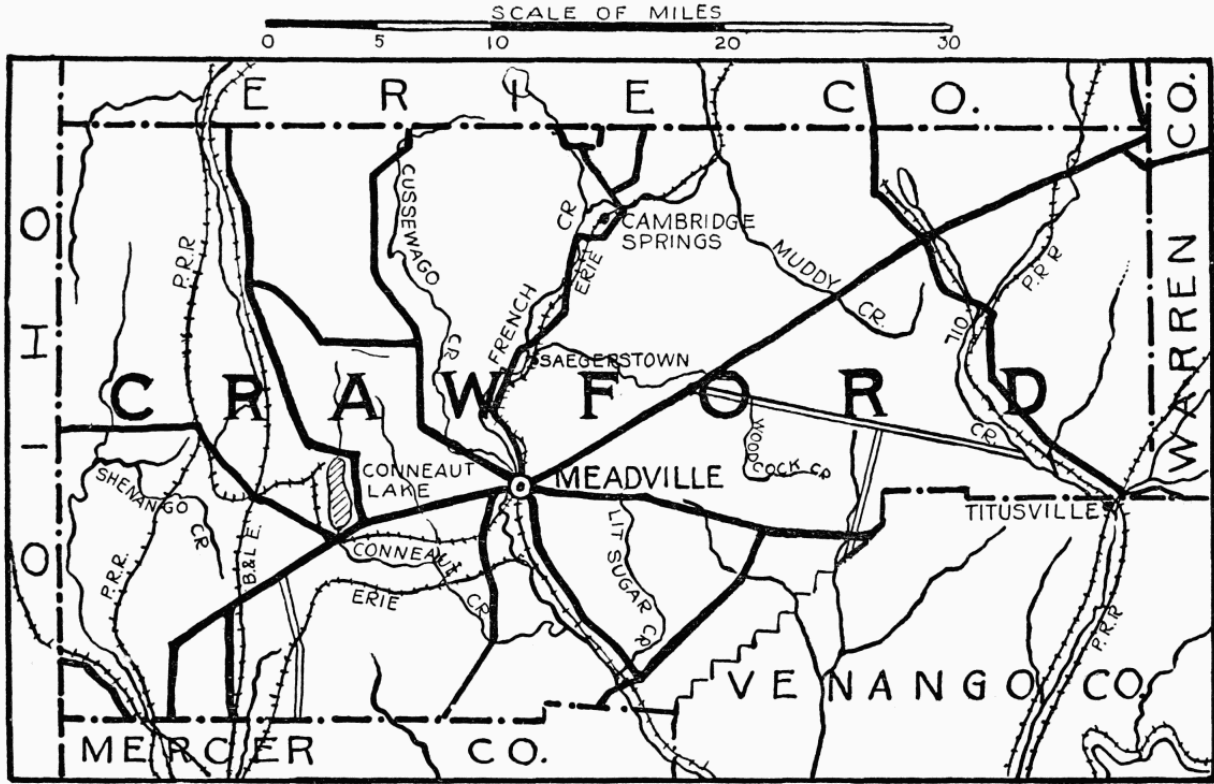 SCALE OF MILES
0 5 10 20 30
ERIE CO.
CO.
WARREN
OHIO
P.R.R
CUSSEWAGO
CR
CR.
CAMBRIDGE
SPRINGS
ERIE
FRENCH
MUDDY
CR.
P.R.R
OIL
CR.
SAEGERSTOWN
CRAWFORD
WOOD
COCK CR
CONNEAUT
LAKE
MEADVILLE
SHENANGO
CR
TITUSVILLE
P.R.R.
B.& L E.
CONNEAUT
CR.
ERIE
LIT SUGAR
CR.
P.R.R
VENANGO CO.
MERCER CO.